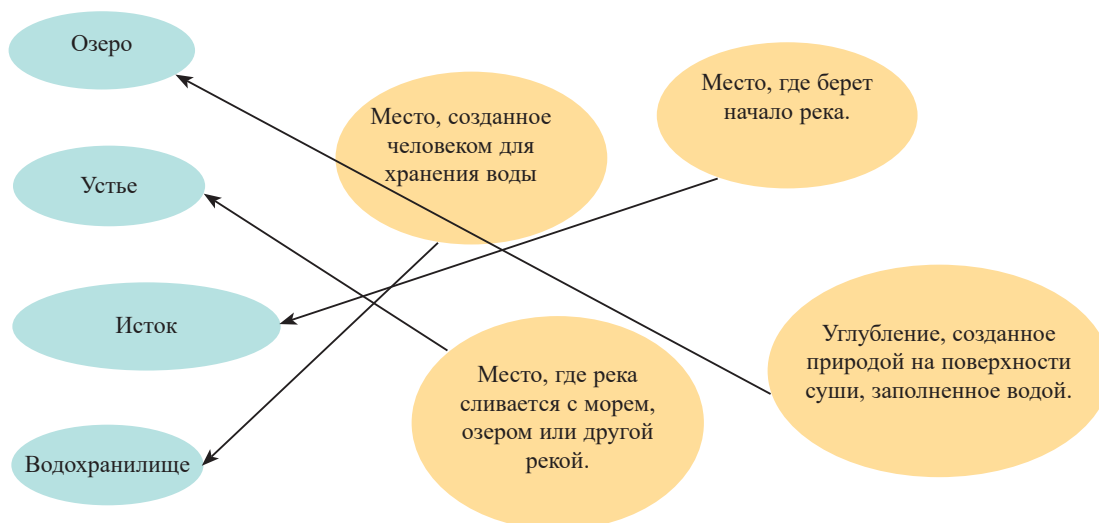 Озеро
Устье
Исток
Водохранилище
Место, созданное
человеком для
хранения воды
Место, где берет
начало река.
Место, где река
сливается с морем,
озером или другой
рекой.
Углубление, созданное
природой на поверхности
суши, заполненное водой.